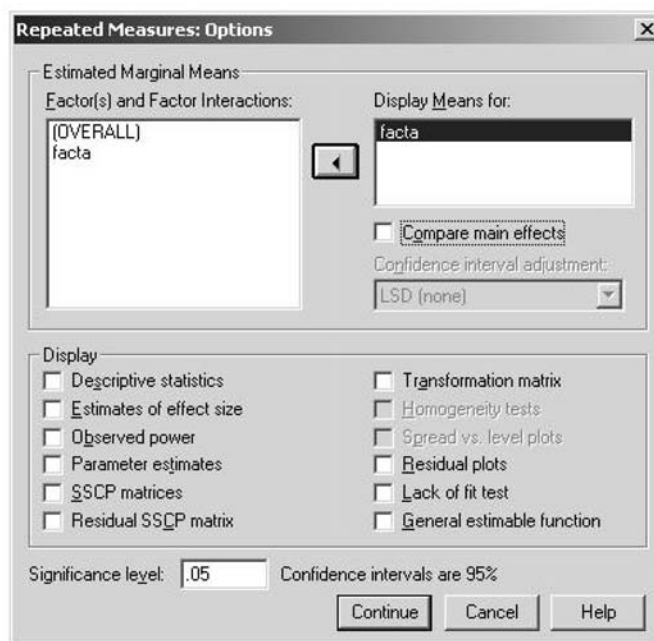 Repeated Measures: Options
Estimated Marginal Means
Factor(s) and Factor Interactions:
(OVERALL)
facta
Display Means for:
facta
Compare main effects
Confidence interval adjustment:
LSD (none)
Display
Descriptive statistics
Estimates of effect size
Observed power
Parameter estimates
SSCP matrices
Residual SSCP matrix
Transformation matrix
Homogeneity tests
Spread vs. level plots
Residual plots
Lack of fit test
General estimable function
Significance level: .05 Confidence intervals are 95%
Continue Cancel Help